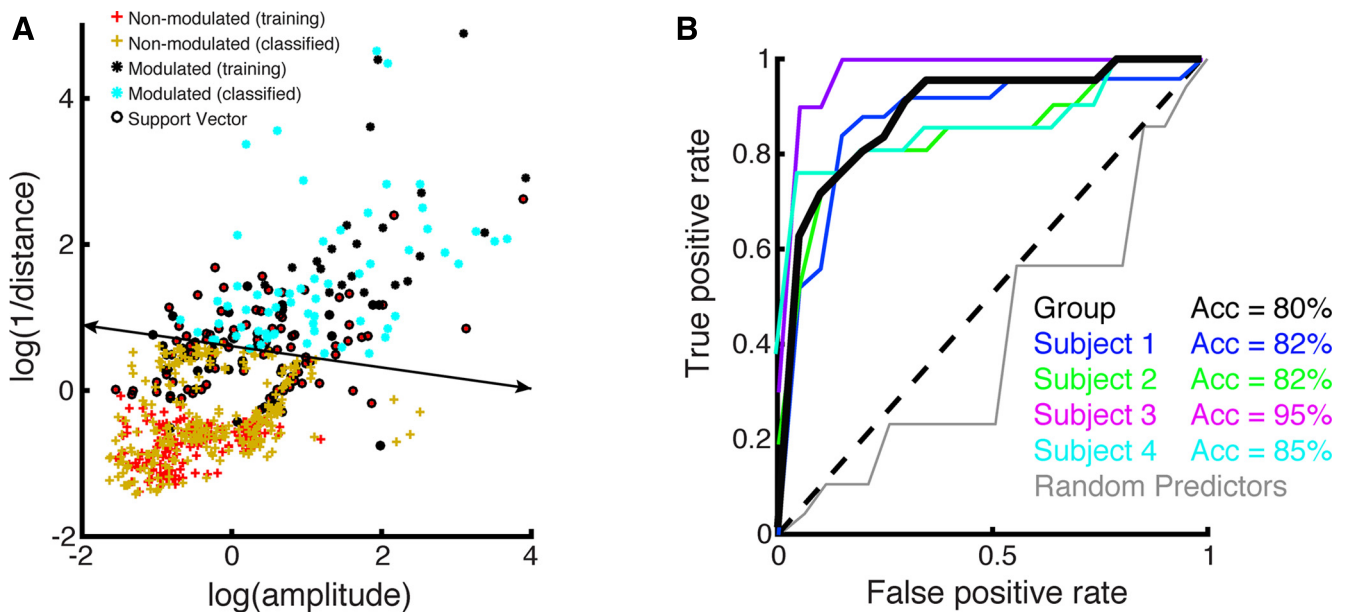 A
Non-modulated (training)
Non-modulated (classified)
Modulated (training)
Modulated (classified)
Support Vector
4
2
0
-2
-2 0 2 4
log(1/distance)
log(amplitude)
B
1
0.8
0.6
0.4
0.2
0
0 0.5 1
True positive rate
False positive rate
Group Acc = 80%
Subject 1 Acc = 82%
Subject 2 Acc = 82%
Subject 3 Acc = 95%
Subject 4 Acc = 85%
Random Predictors